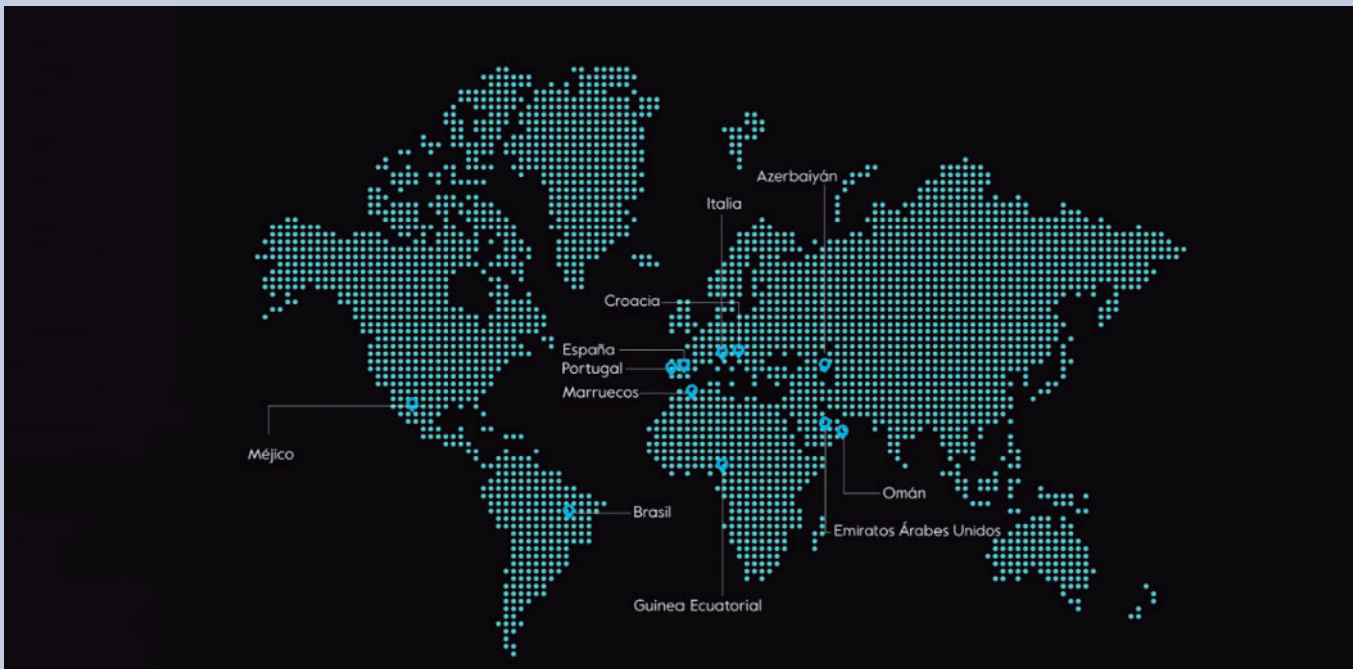 Azerbaiyán
Italia
Croacia
España
Portugal
Marruecos
Méjico
Omán
Brasil
Emiratos Árabes Unidos
Guinea Ecuatorial